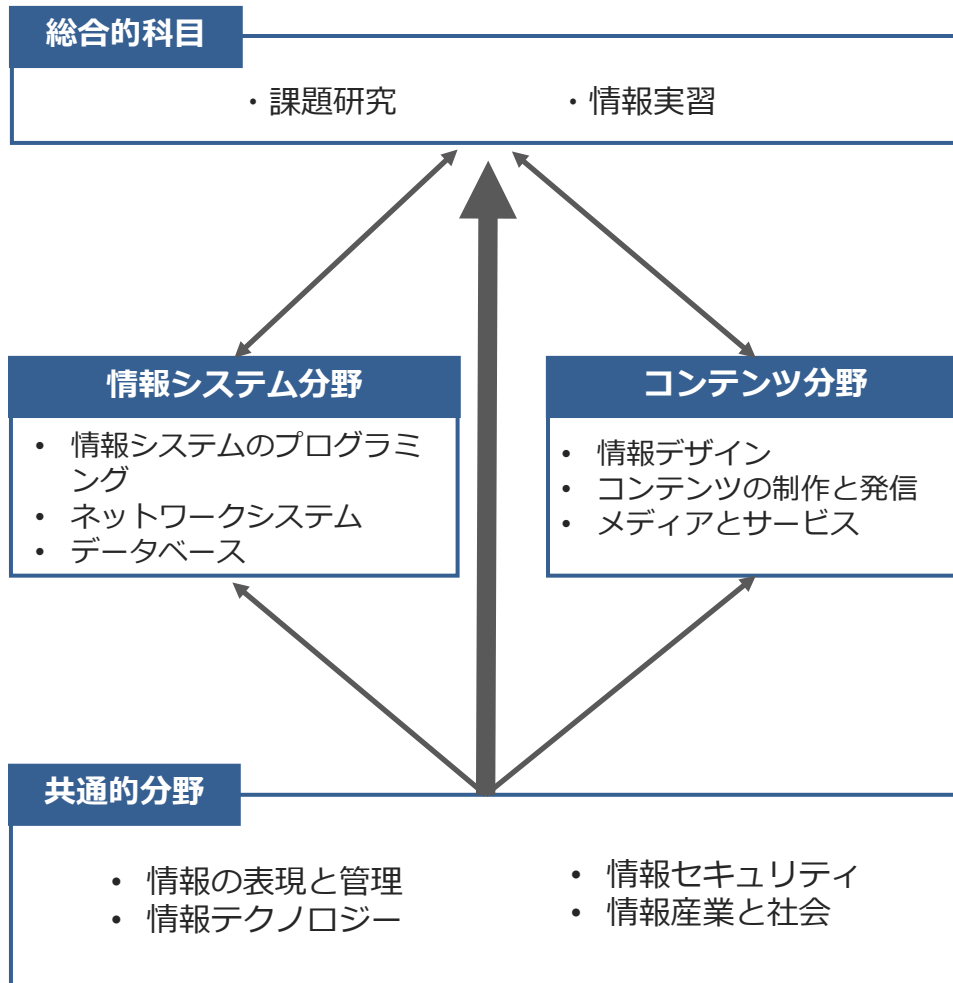 総合的科目
・課題研究
・情報実習
情報システム分野
• 情報システムのプログラミ
ング
• ネットワークシステム
• データベース
コンテンツ分野
• 情報デザイン
• コンテンツの制作と発信
• メディアとサービス
共通的分野
• 情報の表現と管理
• 情報テクノロジー
• 情報セキュリティ
• 情報産業と社会